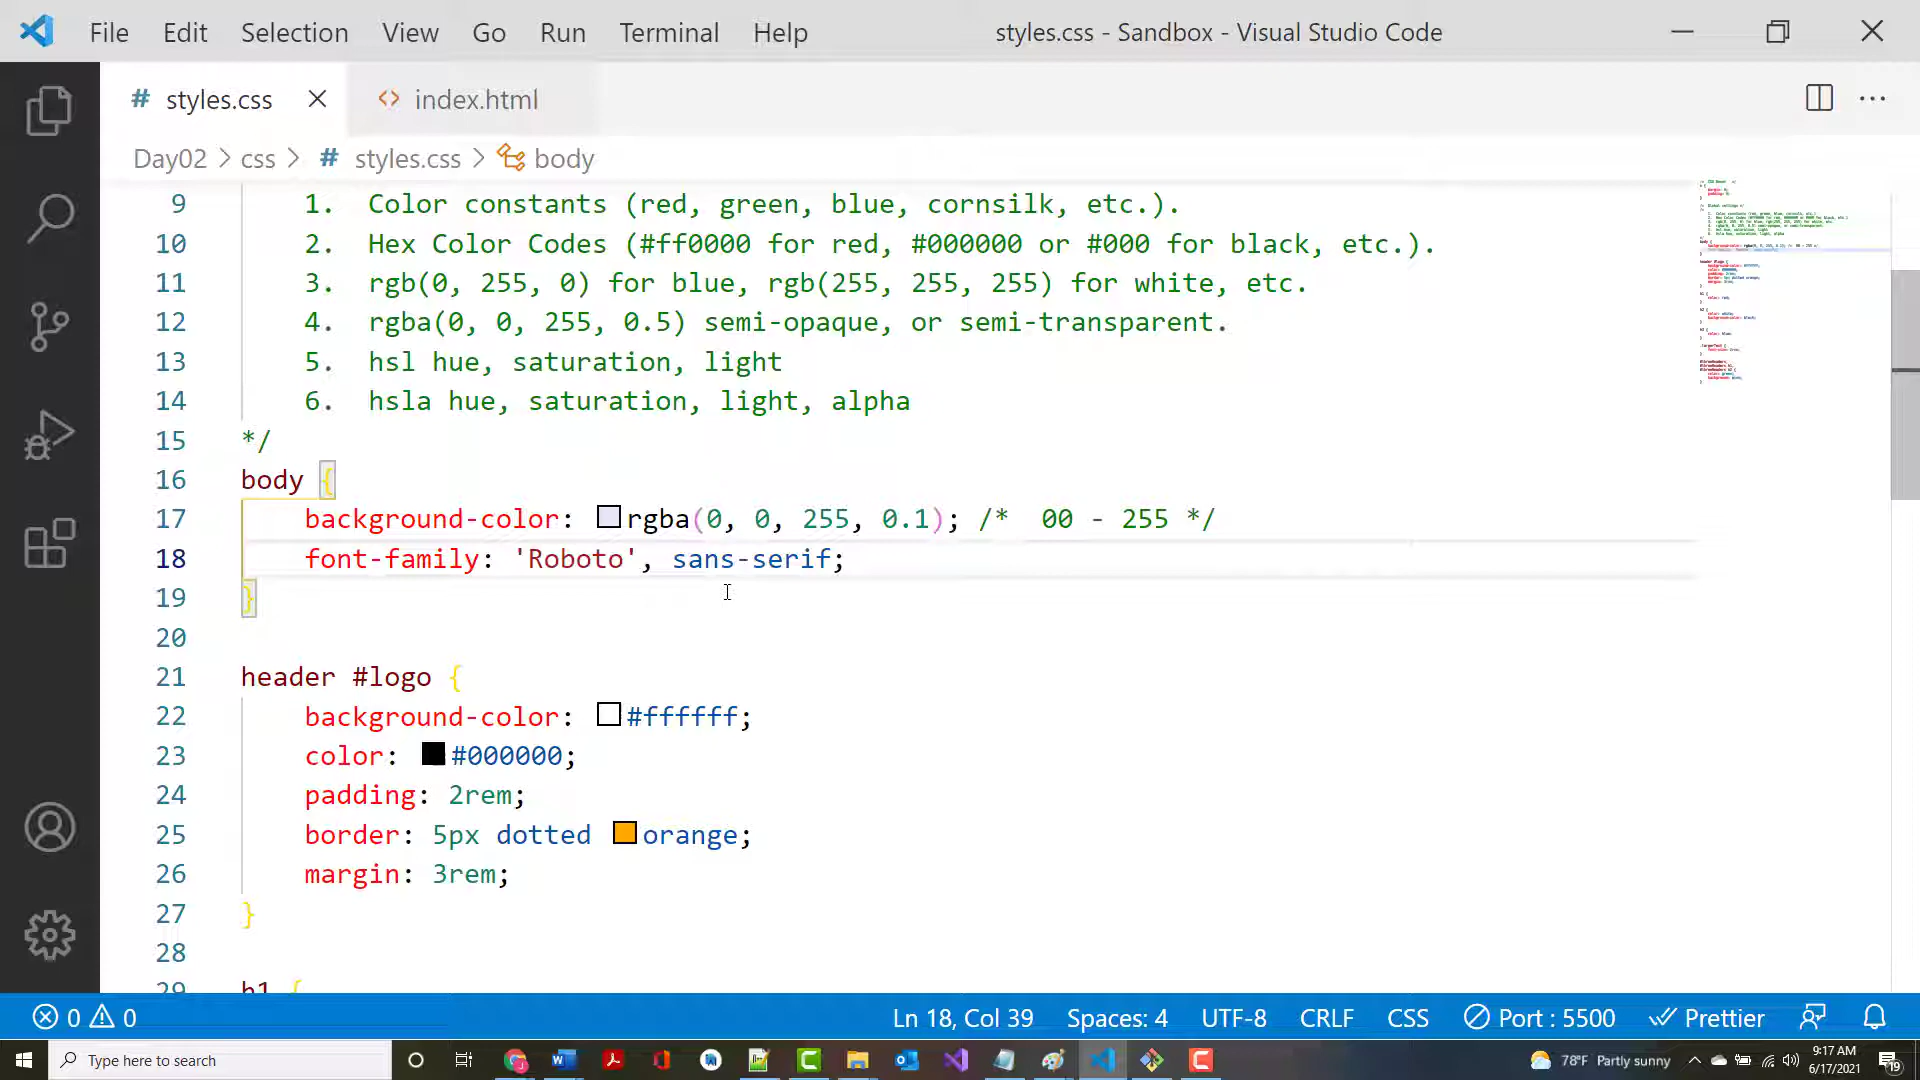 File Edit Selection View Go Run Terminal Help styles.css - Sandbox - Visual Studio Code
# styles.css index.html
Day02 > css > # styles.css > body
9 1. Color constants (red, green, blue, cornsilk, etc.).
10 2. Hex Color Codes (#ff0000 for red, #000000 or #000 for black, etc.).
11 3. rgb(0, 255, 0) for blue, rgb(255, 255, 255) for white, etc.
12 4. rgba(0, 0, 255, 0.5) semi-opaque, or semi-transparent.
13 5. hsl hue, saturation, light
14 6. hsla hue, saturation, light, alpha
15 */
16 body {
17 background-color: rgba(0, 0, 255, 0.1); /* 00 - 255 */
18 font-family: 'Roboto', sans-serif;
19 }
20
21 header #logo {
22 background-color: #ffffff;
23 color: #000000;
24 padding: 2rem;
25 border: 5px dotted orange;
26 margin: 3rem;
27 }
28
29 h1 {
0 0 Ln 18, Col 39 Spaces: 4 UTF-8 CRLF CSS Port : 5500 Prettier
Type here to search 78°F Partly sunny 9:17 AM
6/17/2021 19